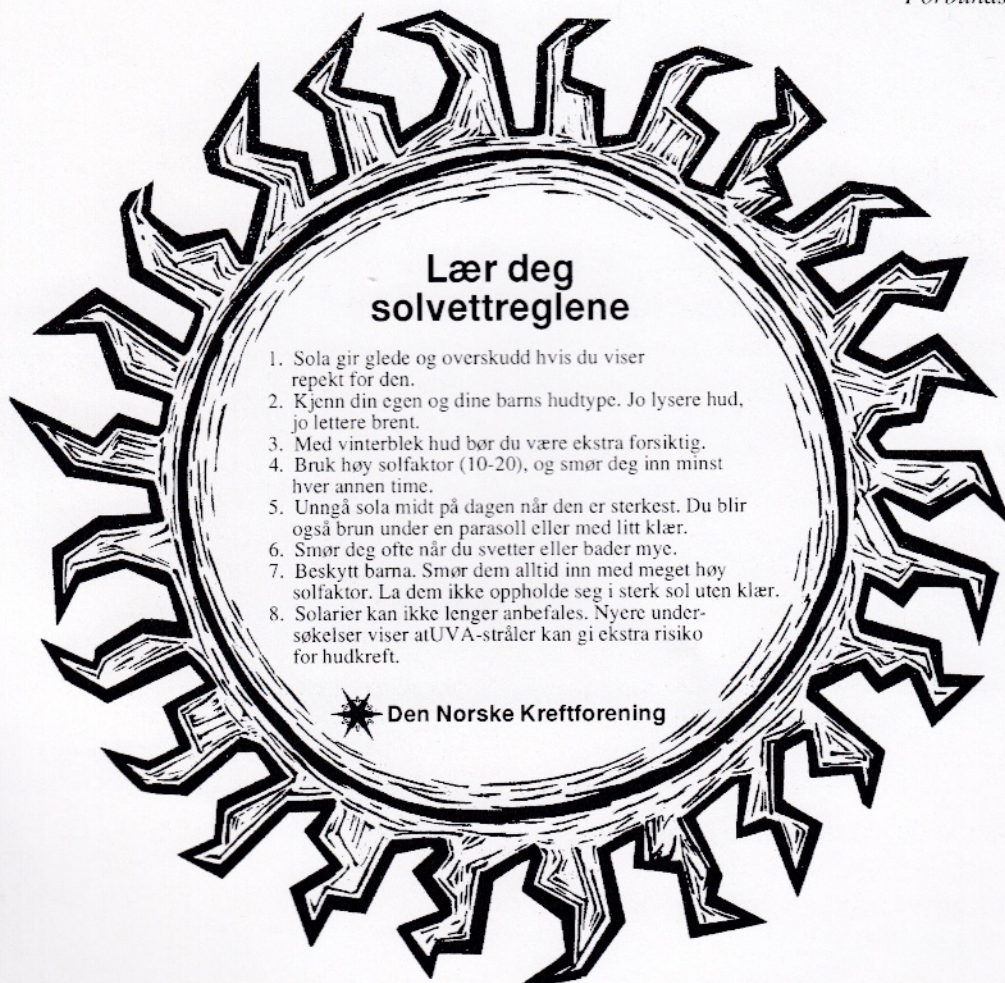 Lær deg
solvettreglene
1. Sola gir glede og overskudd hvis du viser
repekt for den.
2. Kjenn din egen og dine barns hudtype. Jo lysere hud,
jo lettere brent.
3. Med vinterblek hud bør du være ekstra forsiktig.
4. Bruk høy solfaktor (10-20), og smør deg inn minst
hver annen time.
5. Unngå sola midt på dagen når den er sterkest. Du blir
også brun under en parasoll eller med litt klær.
6. Smør deg ofte når du svetter eller bader mye.
7. Beskytt barna. Smør dem alltid inn med meget høy
solfaktor. La dem ikke oppholde seg i sterk sol uten klær.
8. Solarier kan ikke lenger anbefales. Nyere under-
søkelser viser atUVA-stråler kan gi ekstra risiko
for hudkreft.
Den Norske Kreftforening